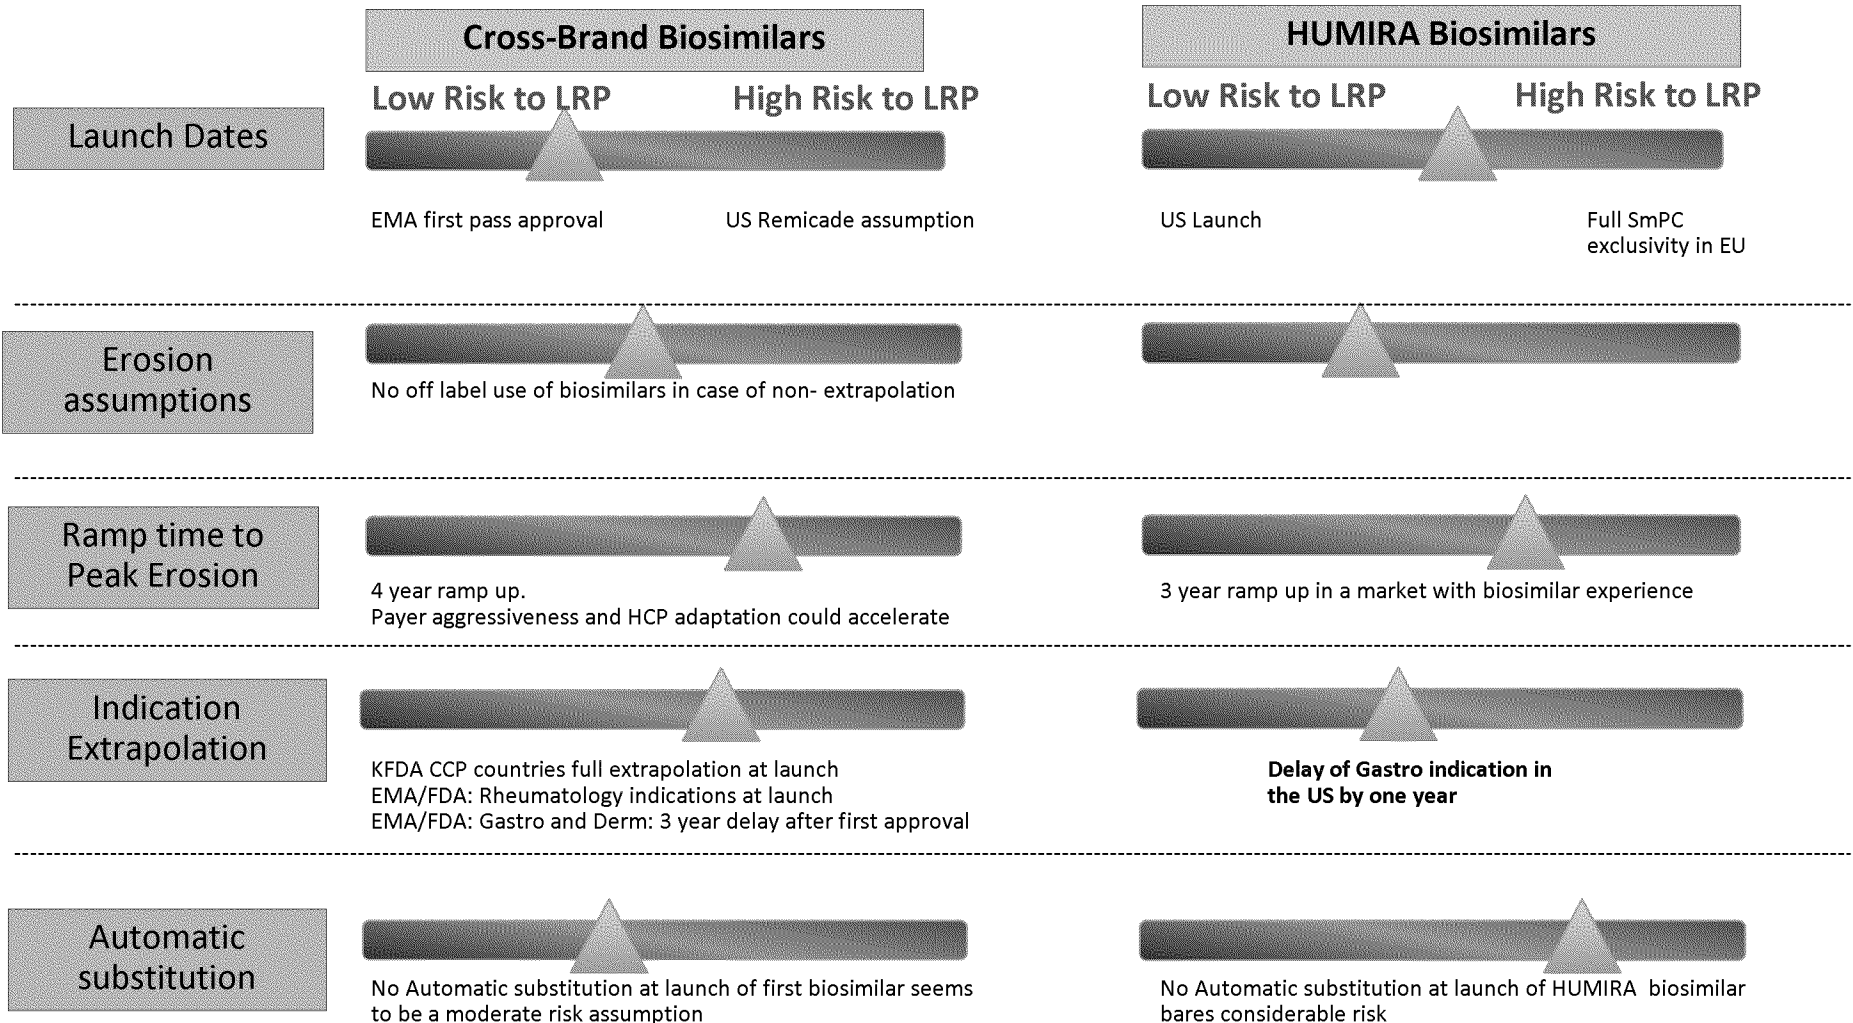 Cross-Brand Biosimilars
HUMIRA Biosimilars
Low Risk to LRP
High Risk to LRP
Low Risk to LRP
High Risk to LRP
Launch Dates
EMA first pass approval
US Remicade assumption
US Launch
Full SmPC
exclusivity in EU
Erosion
assumptions
No off label use of biosimilars in case of non- extrapolation
Ramp time to
Peak Erosion
4 year ramp up.
Payer aggressiveness and HCP adaptation could accelerate
3 year ramp up in a market with biosimilar experience
Indication
Extrapolation
KFDA CCP countries full extrapolation at launch
EMA/FDA: Rheumatology indications at launch
EMA/FDA: Gastro and Derm: 3 year delay after first approval
Delay of Gastro indication in
the US by one year
Automatic
substitution
No Automatic substitution at launch of first biosimilar seems
to be a moderate risk assumption
No Automatic substitution at launch of HUMIRA biosimilar
bares considerable risk